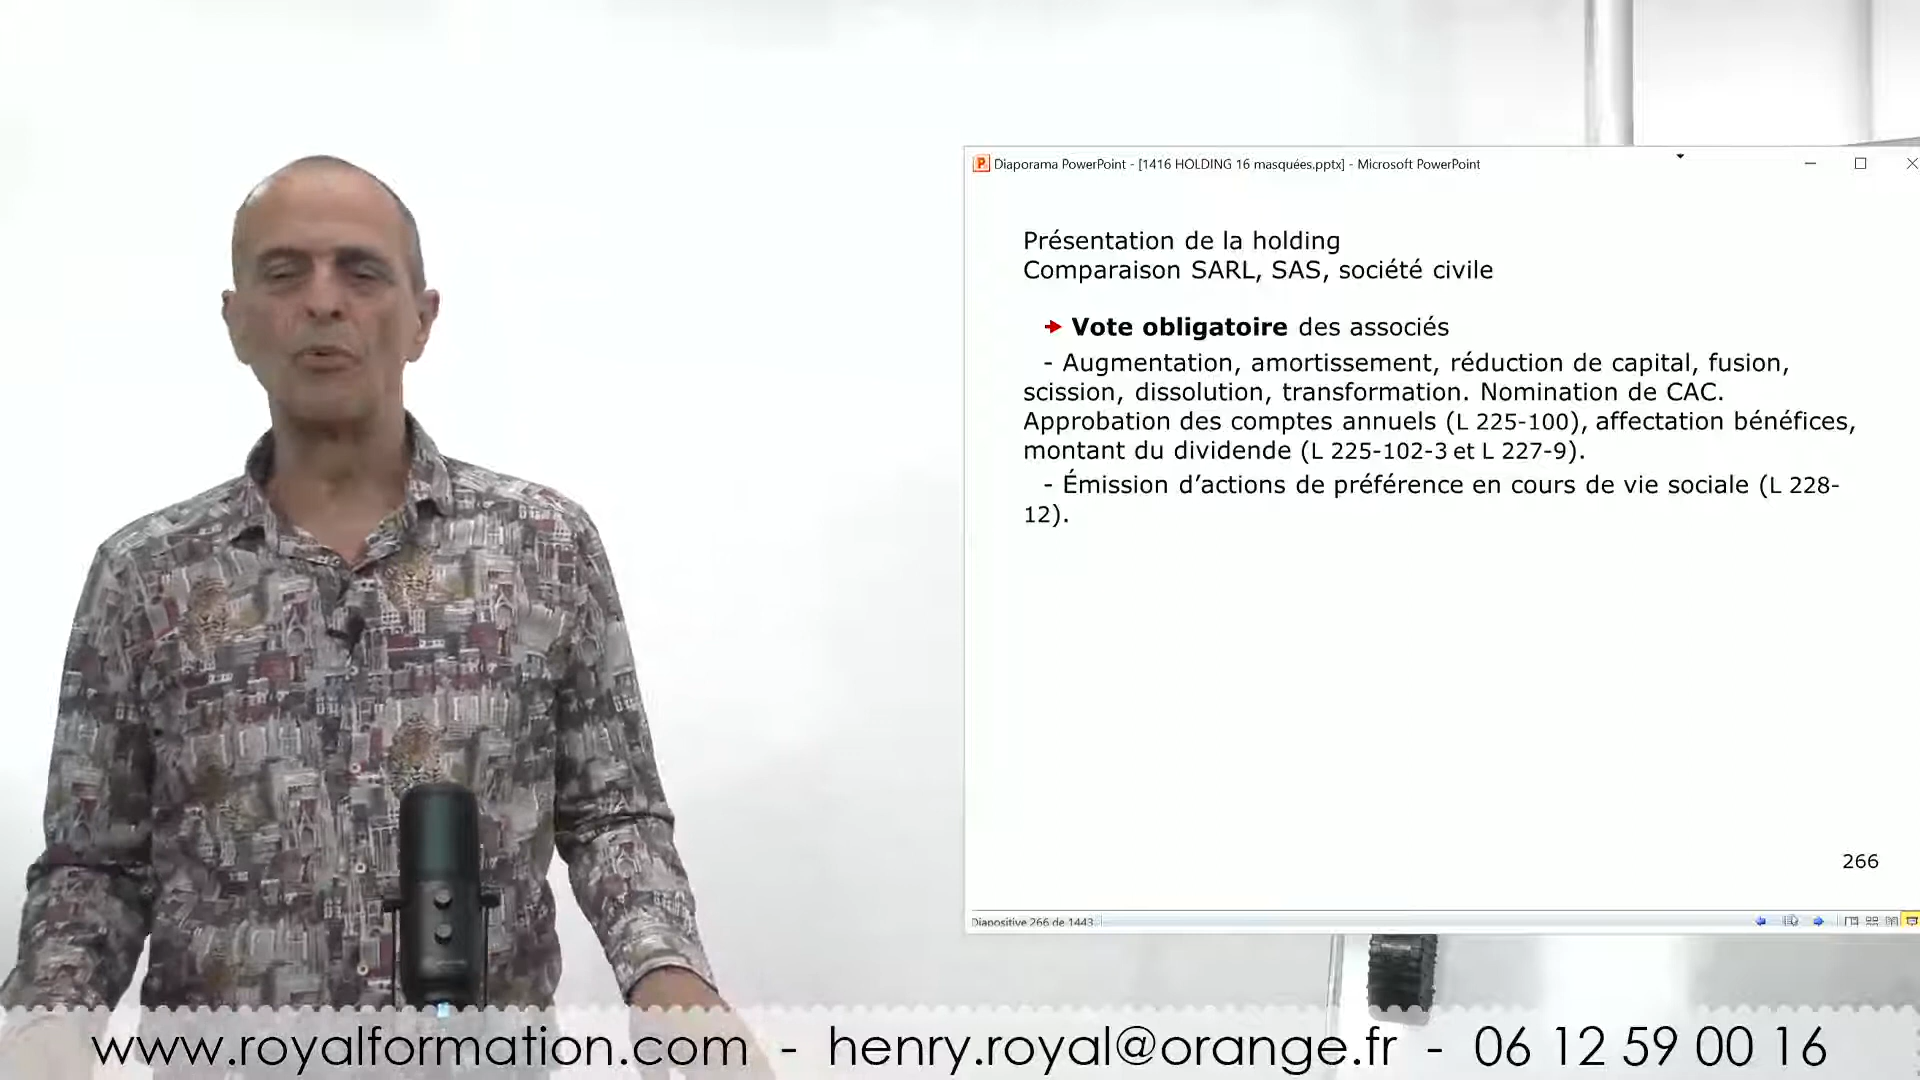 Diaporama PowerPoint - [1416 HOLDING 16 masquées.pptx] - Microsoft PowerPoint
Présentation de la holding
Comparaison SARL, SAS, société civile
Vote obligatoire des associés
- Augmentation, amortissement, réduction de capital, fusion,
scission, dissolution, transformation. Nomination de CAC.
Approbation des comptes annuels (L 225-100), affectation bénéfices,
montant du dividende (L 225-102-3 et L 227-9).
- Émission d’actions de préférence en cours de vie sociale (L 228-
12).
266
Diapositive 266 de 1443
www.royalformation.com - henry.royal@orange.fr - 06 12 59 00 16